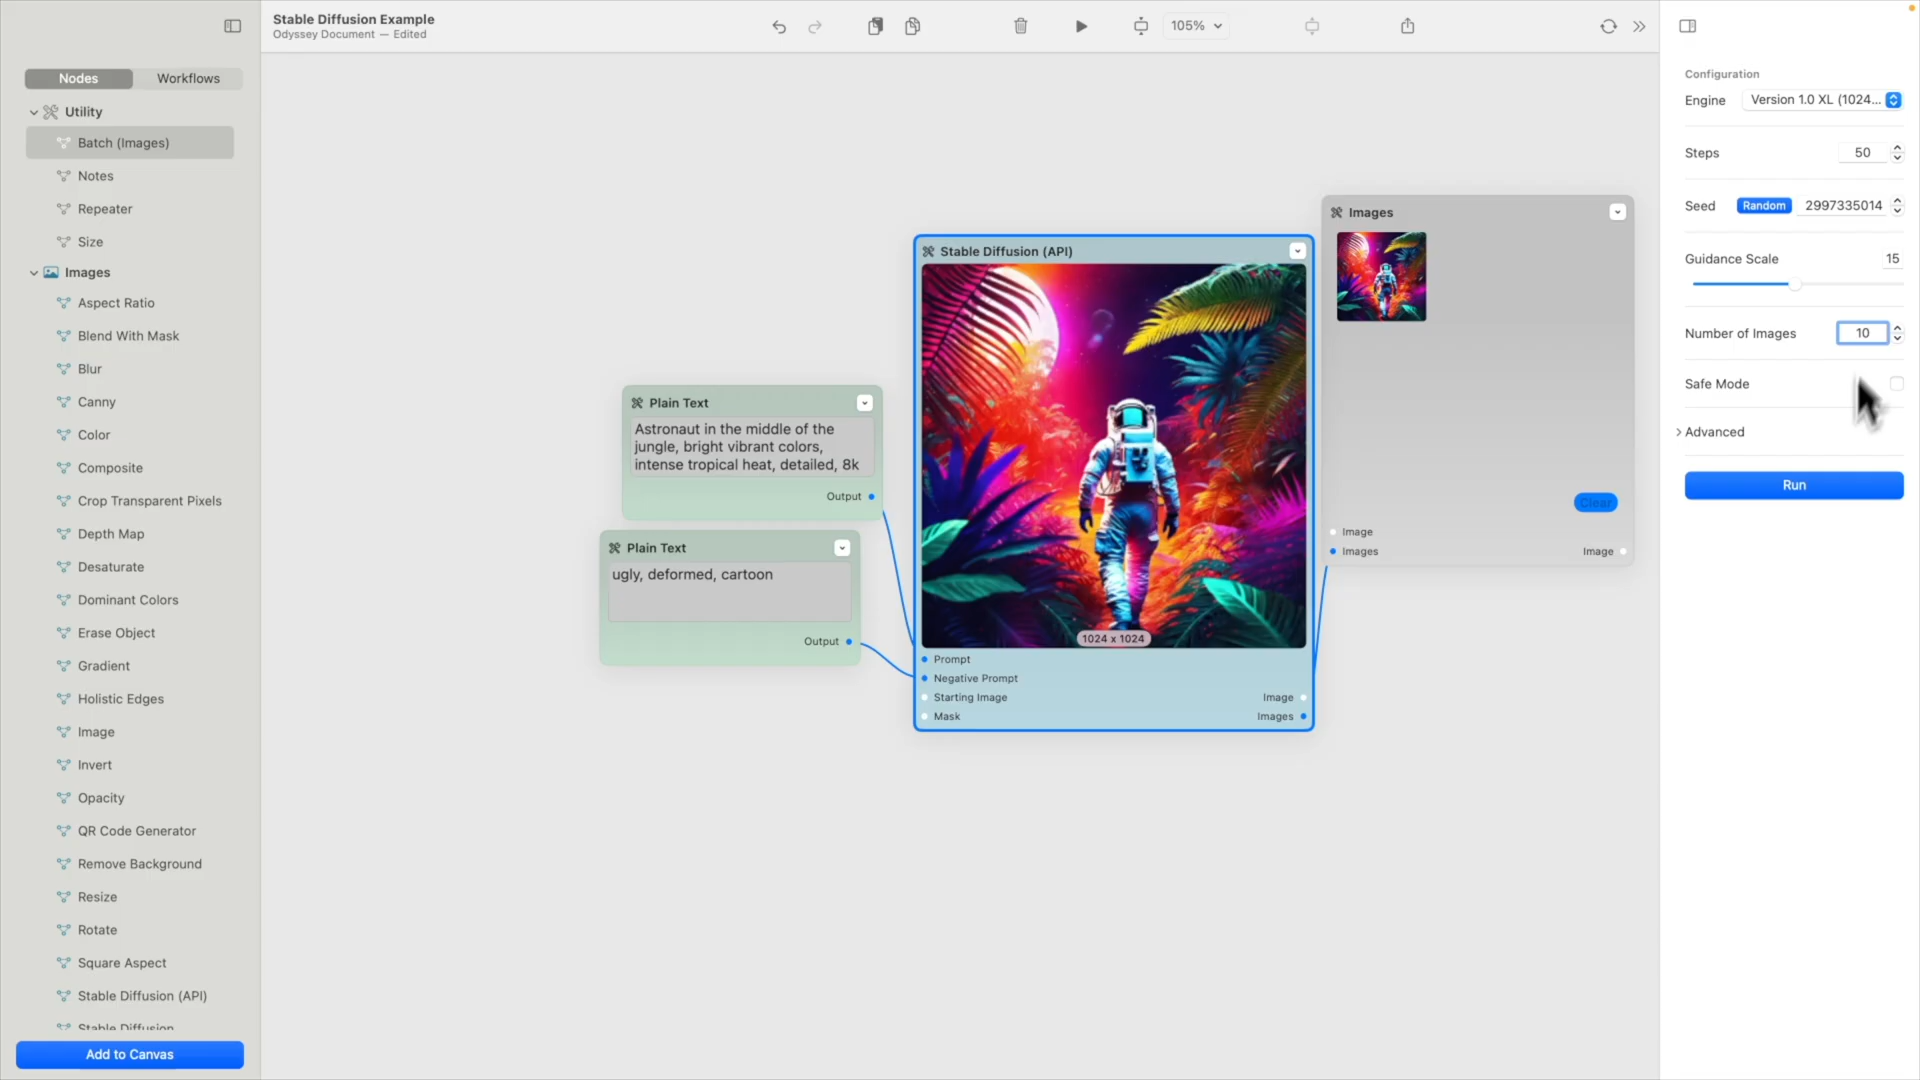 Stable Diffusion Example
Odyssey Document — Edited
105%
Nodes
Workflows
Utility
Batch (Images)
Notes
Repeater
Size
Images
Aspect Ratio
Blend With Mask
Blur
Canny
Color
Composite
Crop Transparent Pixels
Depth Map
Desaturate
Dominant Colors
Erase Object
Gradient
Holistic Edges
Image
Invert
Opacity
QR Code Generator
Remove Background
Resize
Rotate
Square Aspect
Stable Diffusion (API)
Stable Diffusion
Add to Canvas
Plain Text
Astronaut in the middle of the
jungle, bright vibrant colors,
intense tropical heat, detailed, 8k
Output
Plain Text
ugly, deformed, cartoon
Output
Stable Diffusion (API)
1024 x 1024
Prompt
Negative Prompt
Starting Image
Image
Mask
Images
Images
Clear
Image
Images
Image
Configuration
Engine
Version 1.0 XL (1024...
Steps
50
Seed
Random
2997335014
Guidance Scale
15
Number of Images
10
Safe Mode
Advanced
Run